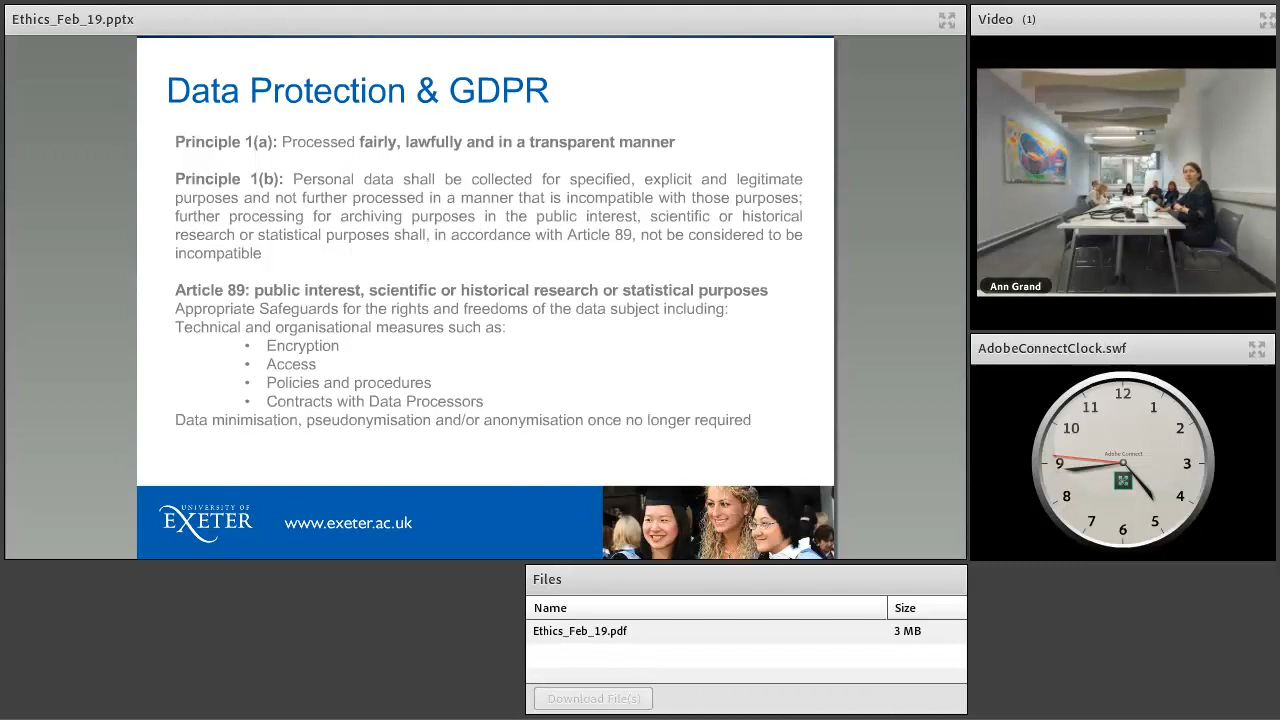 Ethics_Feb_19.pptx
Data Protection & GDPR
Principle 1(a): Processed fairly, lawfully and in a transparent manner
Principle 1(b): Personal data shall be collected for specified, explicit and legitimate
purposes and not further processed in a manner that is incompatible with those purposes;
further processing for archiving purposes in the public interest, scientific or historical
research or statistical purposes shall, in accordance with Article 89, not be considered to be
incompatible
Article 89: public interest, scientific or historical research or statistical purposes
Appropriate Safeguards for the rights and freedoms of the data subject including:
Technical and organisational measures such as:
• Encryption
• Access
• Policies and procedures
• Contracts with Data Processors
Data minimisation, pseudonymisation and/or anonymisation once no longer required
UNIVERSITY OF
EXETER
www.exeter.ac.uk
Video (1)
Ann Grand
AdobeConnectClock.swf
12
11 1
10 2
Adobe Connect
9 3
8 4
7 5
6
Files
Name Size
Ethics_Feb_19.pdf 3 MB
Download File(s)